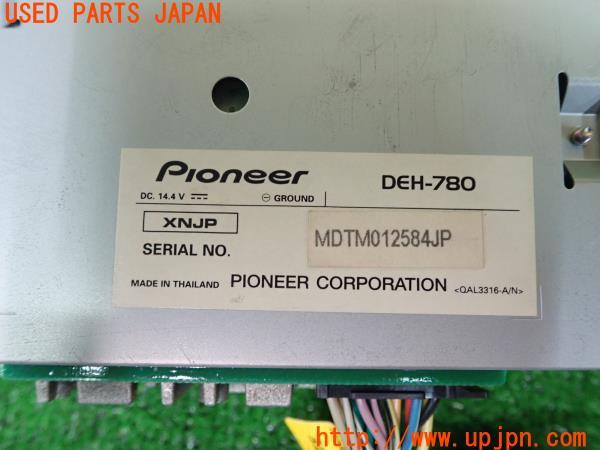 USED PARTS JAPAN
Pioneer
DEH-780
DC. 14.4 V ⎓ ⊖ GROUND
XNJP
SERIAL NO. MDTM012584JP
MADE IN THAILAND PIONEER CORPORATION <QAL3316-A/N>
http://www.upjpn.com/